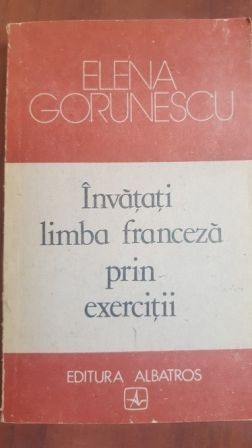 ELENA
GORUNESCU
Învățați
limba franceză
prin
exerciții
EDITURA ALBATROS